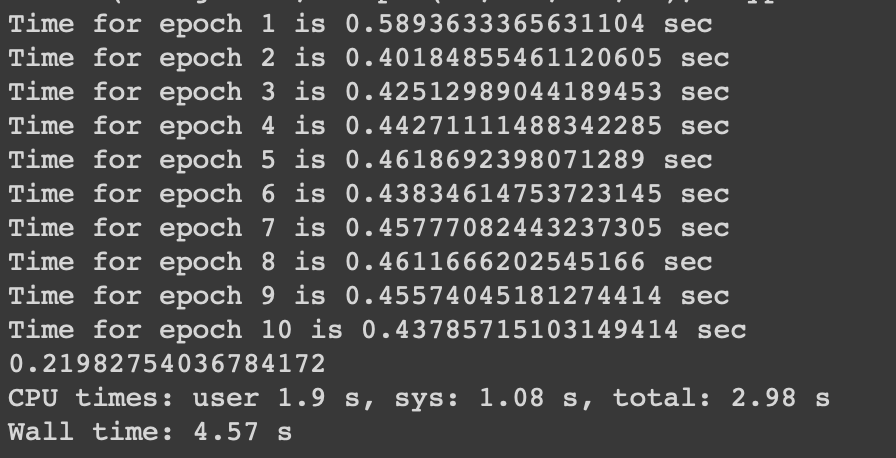 Time for epoch 1 is 0.5893633365631104 sec
Time for epoch 2 is 0.40184855461120605 sec
Time for epoch 3 is 0.42512989044189453 sec
Time for epoch 4 is 0.44271111488342285 sec
Time for epoch 5 is 0.4618692398071289 sec
Time for epoch 6 is 0.43834614753723145 sec
Time for epoch 7 is 0.45777082443237305 sec
Time for epoch 8 is 0.4611666202545166 sec
Time for epoch 9 is 0.45574045181274414 sec
Time for epoch 10 is 0.43785715103149414 sec
0.21982754036784172
CPU times: user 1.9 s, sys: 1.08 s, total: 2.98 s
Wall time: 4.57 s